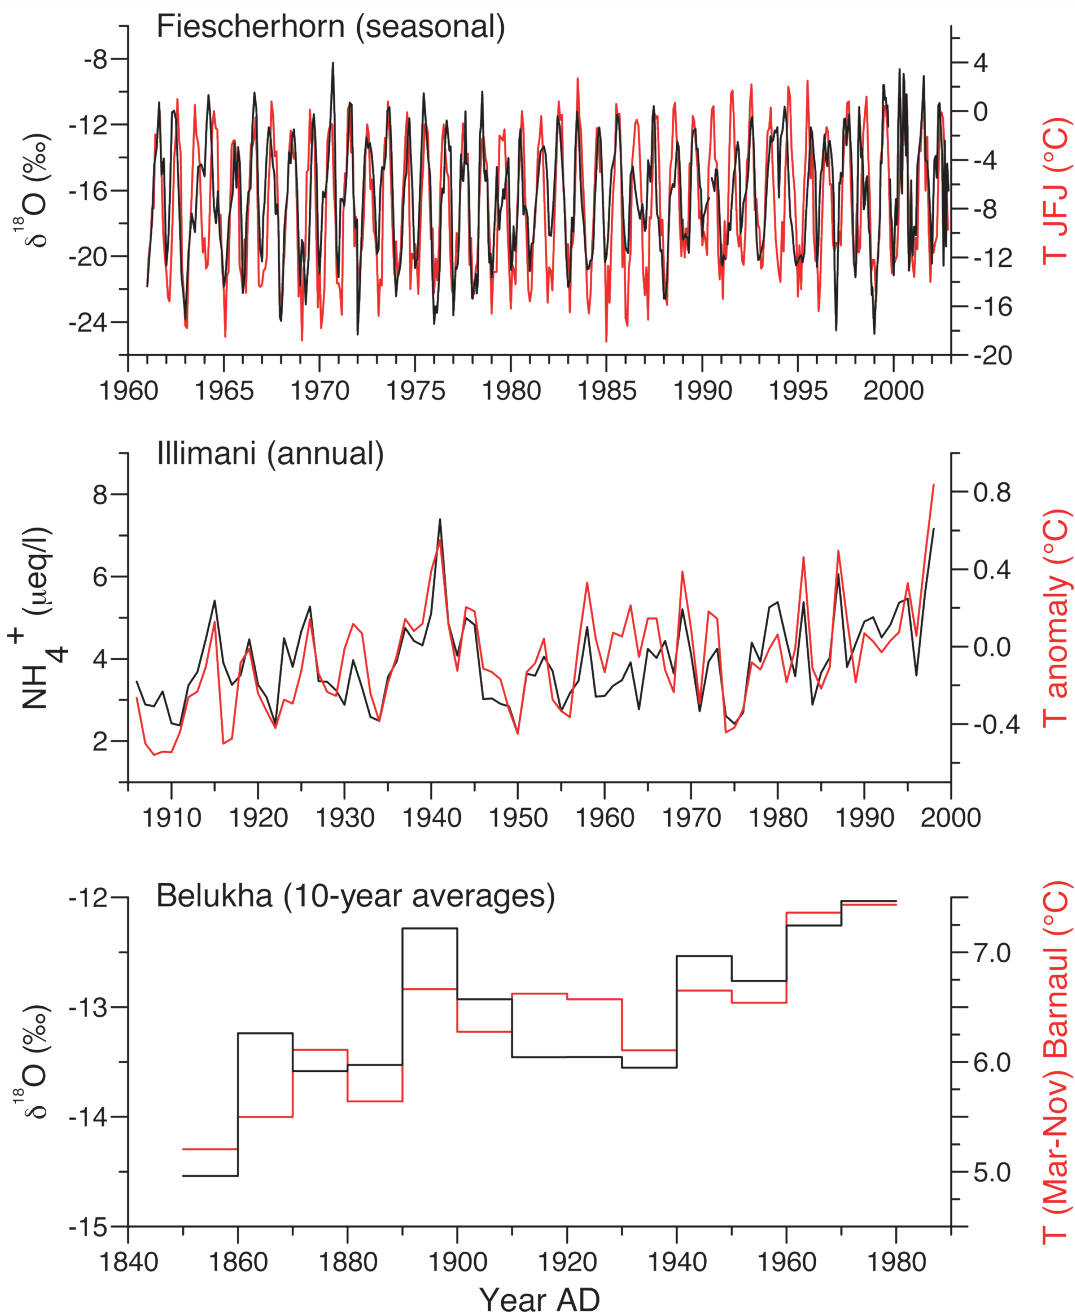 Fiescherhorn (seasonal)
δ ¹⁸O (‰)
-8
-12
-16
-20
-24
4
0
-4
-8
-12
-16
-20
T JFJ (°C)
1960 1965 1970 1975 1980 1985 1990 1995 2000
Illimani (annual)
NH₄⁺ (μeq/l)
8
6
4
2
0.8
0.4
0.0
-0.4
T anomaly (°C)
1910 1920 1930 1940 1950 1960 1970 1980 1990 2000
Belukha (10-year averages)
δ ¹⁸O (‰)
-12
-13
-14
-15
7.0
6.0
5.0
T (Mar-Nov) Barnaul (°C)
1840 1860 1880 1900 1920 1940 1960 1980
Year AD